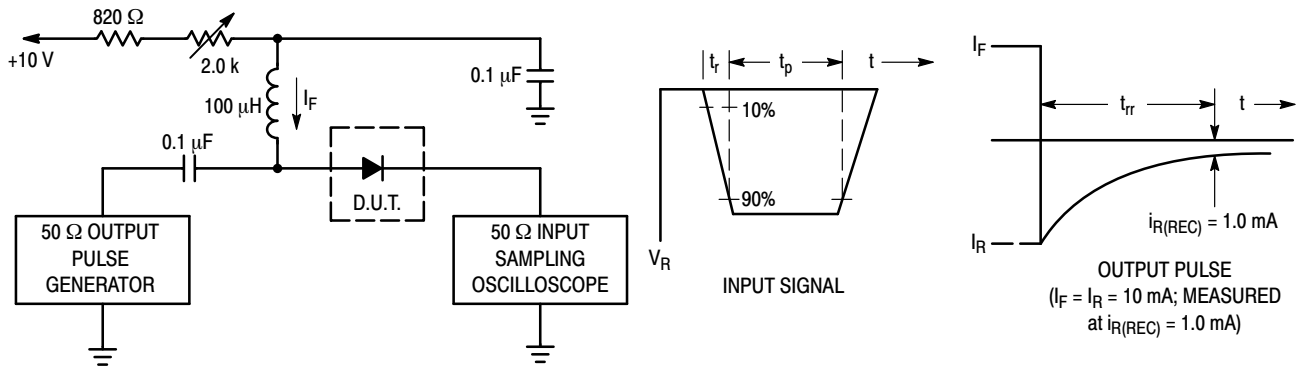 820 Ω
+10 V
2.0 k
100 μH
I_F
0.1 μF
0.1 μF
D.U.T.
50 Ω OUTPUT
PULSE
GENERATOR
50 Ω INPUT
SAMPLING
OSCILLOSCOPE
t_r
t_p
t
10%
90%
V_R
INPUT SIGNAL
I_F
t_rr
t
I_R
i_R(REC) = 1.0 mA
OUTPUT PULSE
(I_F = I_R = 10 mA; MEASURED
at i_R(REC) = 1.0 mA)